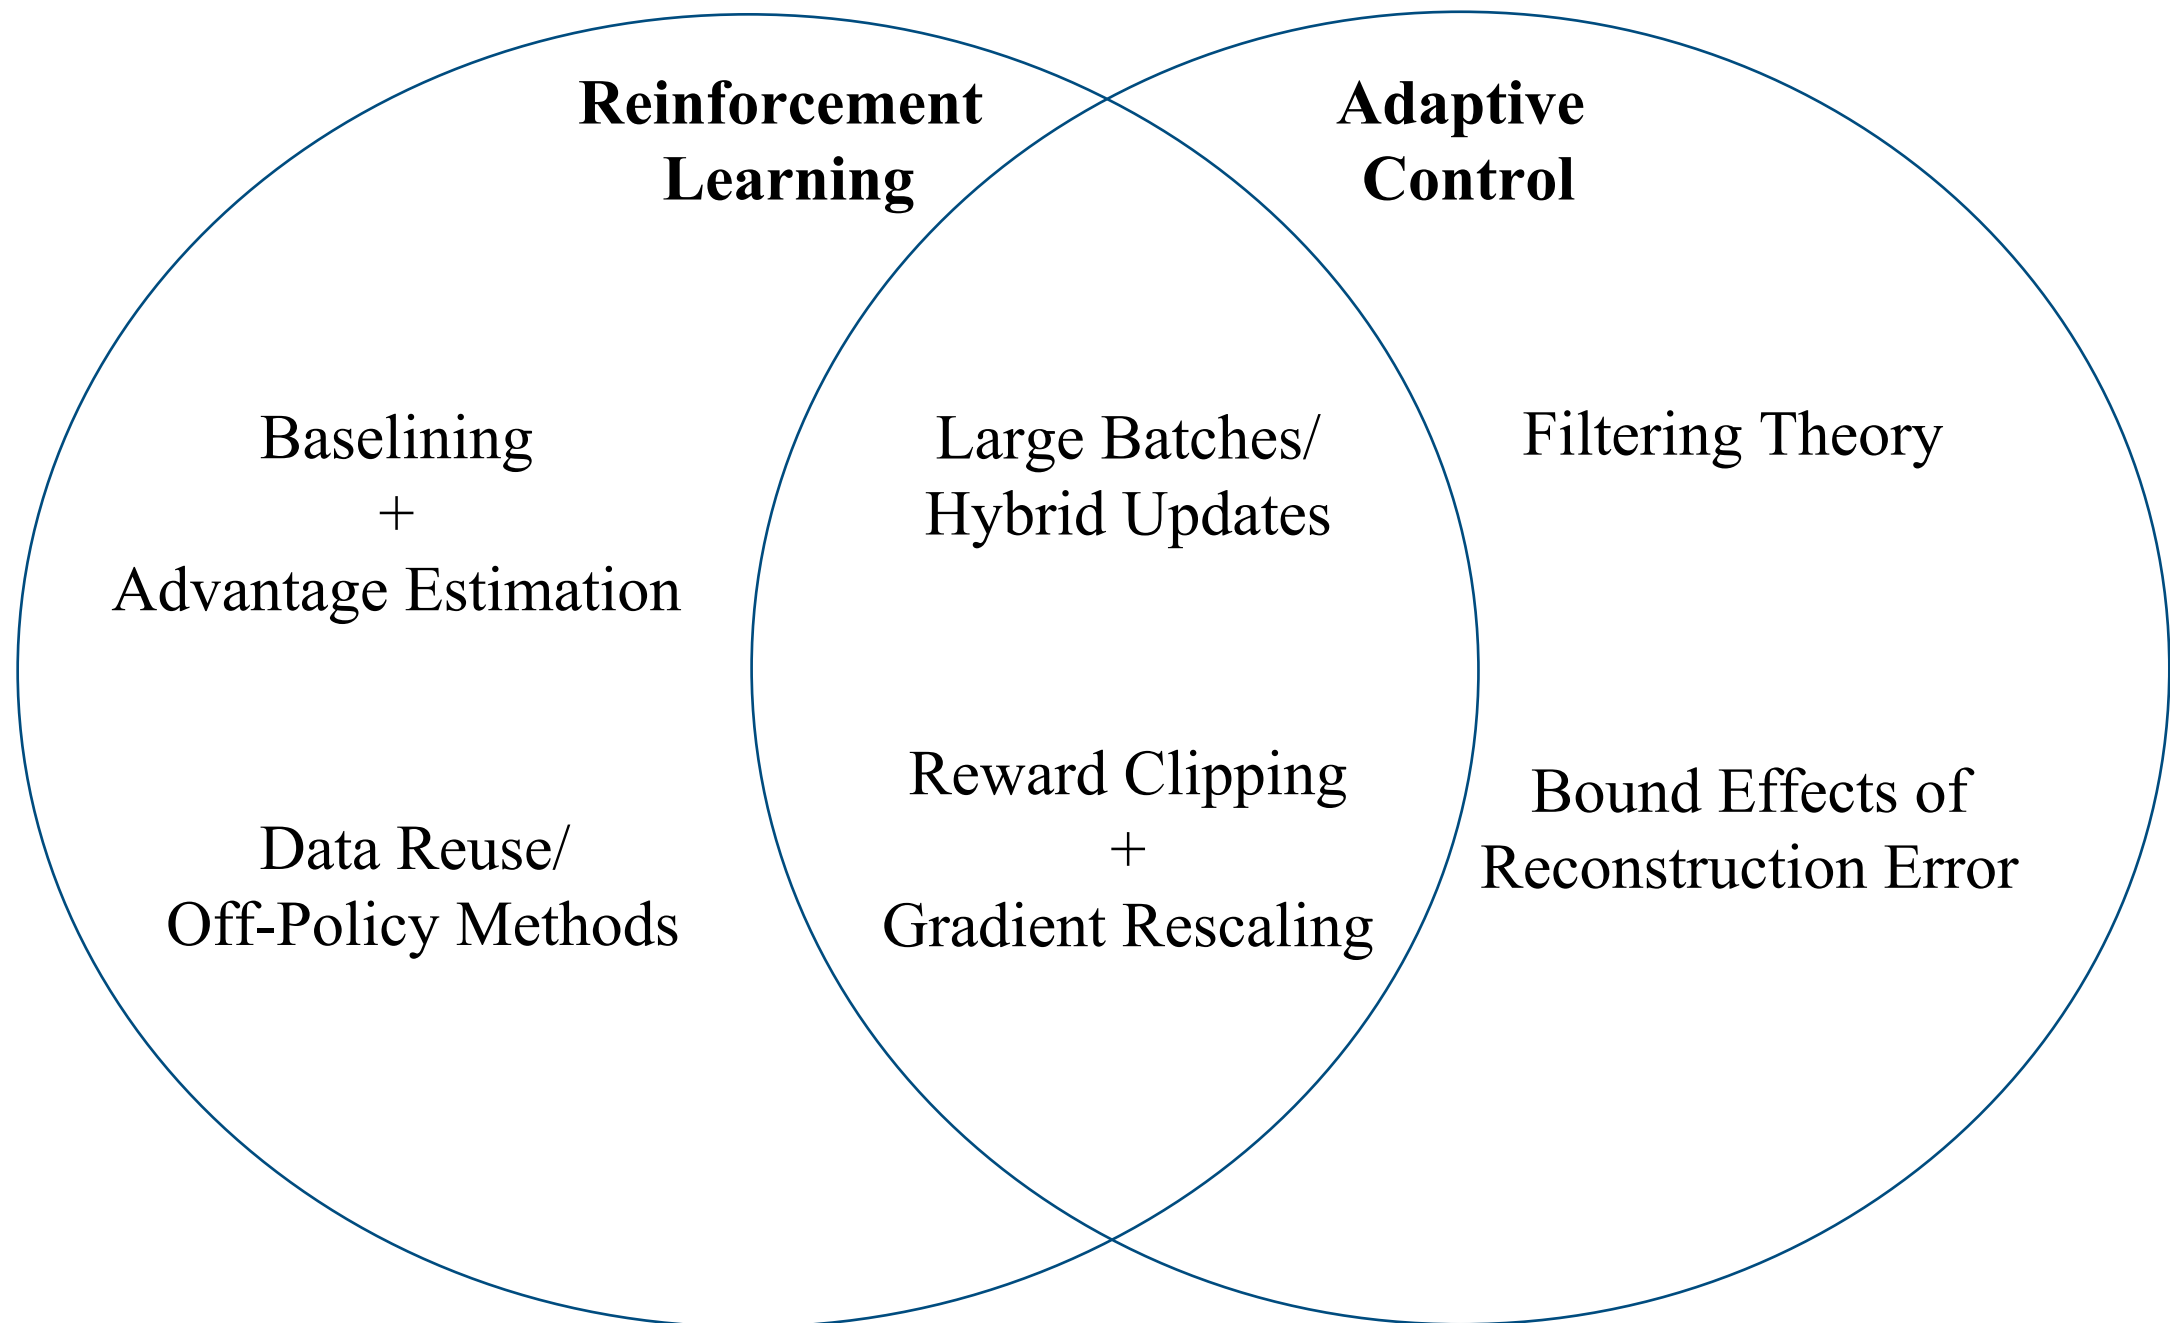 Reinforcement
Learning
Adaptive
Control
Baselining
+
Advantage Estimation
Data Reuse/
Off-Policy Methods
Large Batches/
Hybrid Updates
Reward Clipping
+
Gradient Rescaling
Filtering Theory
Bound Effects of
Reconstruction Error